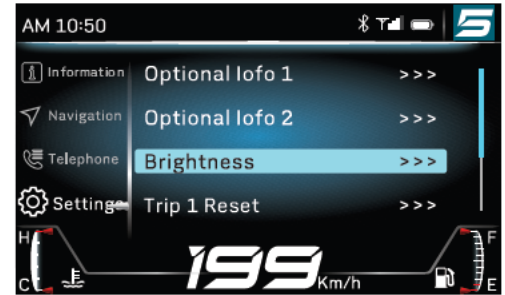 AM 10:50
5
Information
Optional Iofo 1 >>>
Navigation
Optional Iofo 2 >>>
Telephone
Brightness >>>
Settings
Trip 1 Reset >>>
H F
199 Km/h
C E